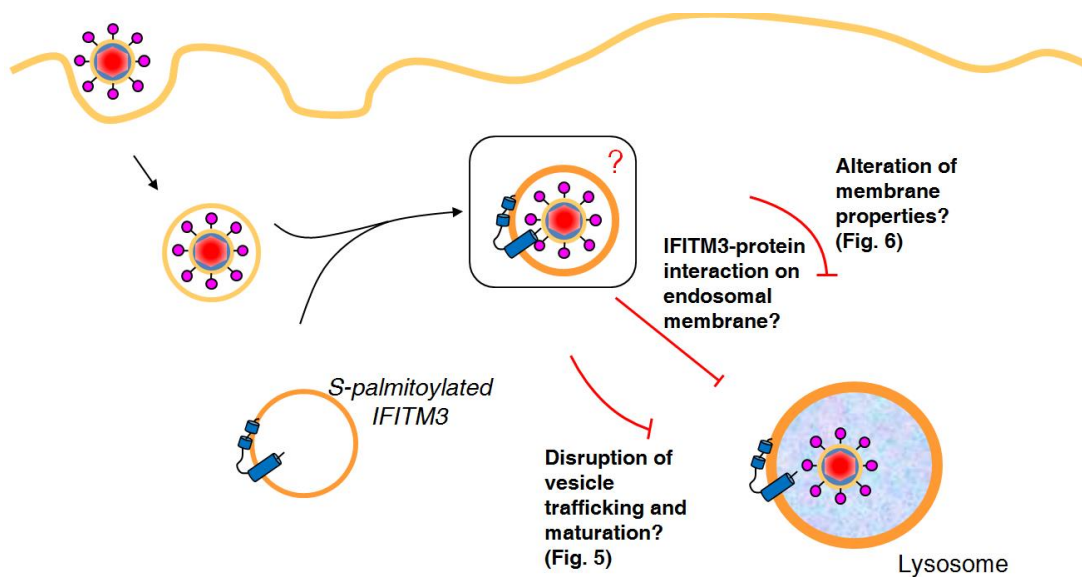 ?
Alteration of
membrane
properties?
(Fig. 6)
IFITM3-protein
interaction on
endosomal
membrane?
S-palmitoylated
IFITM3
Disruption of
vesicle
trafficking and
maturation?
(Fig. 5)
Lysosome